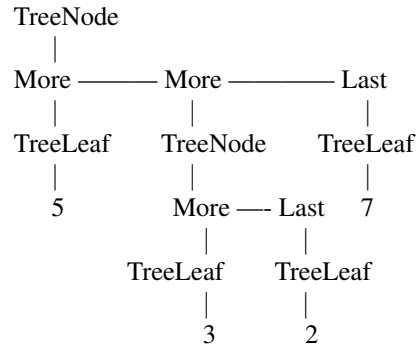 TreeNode
|
More ——— More ———— Last
| | |
TreeLeaf TreeNode TreeLeaf
| | |
5 More —- Last 7
| |
TreeLeaf TreeLeaf
| |
3 2